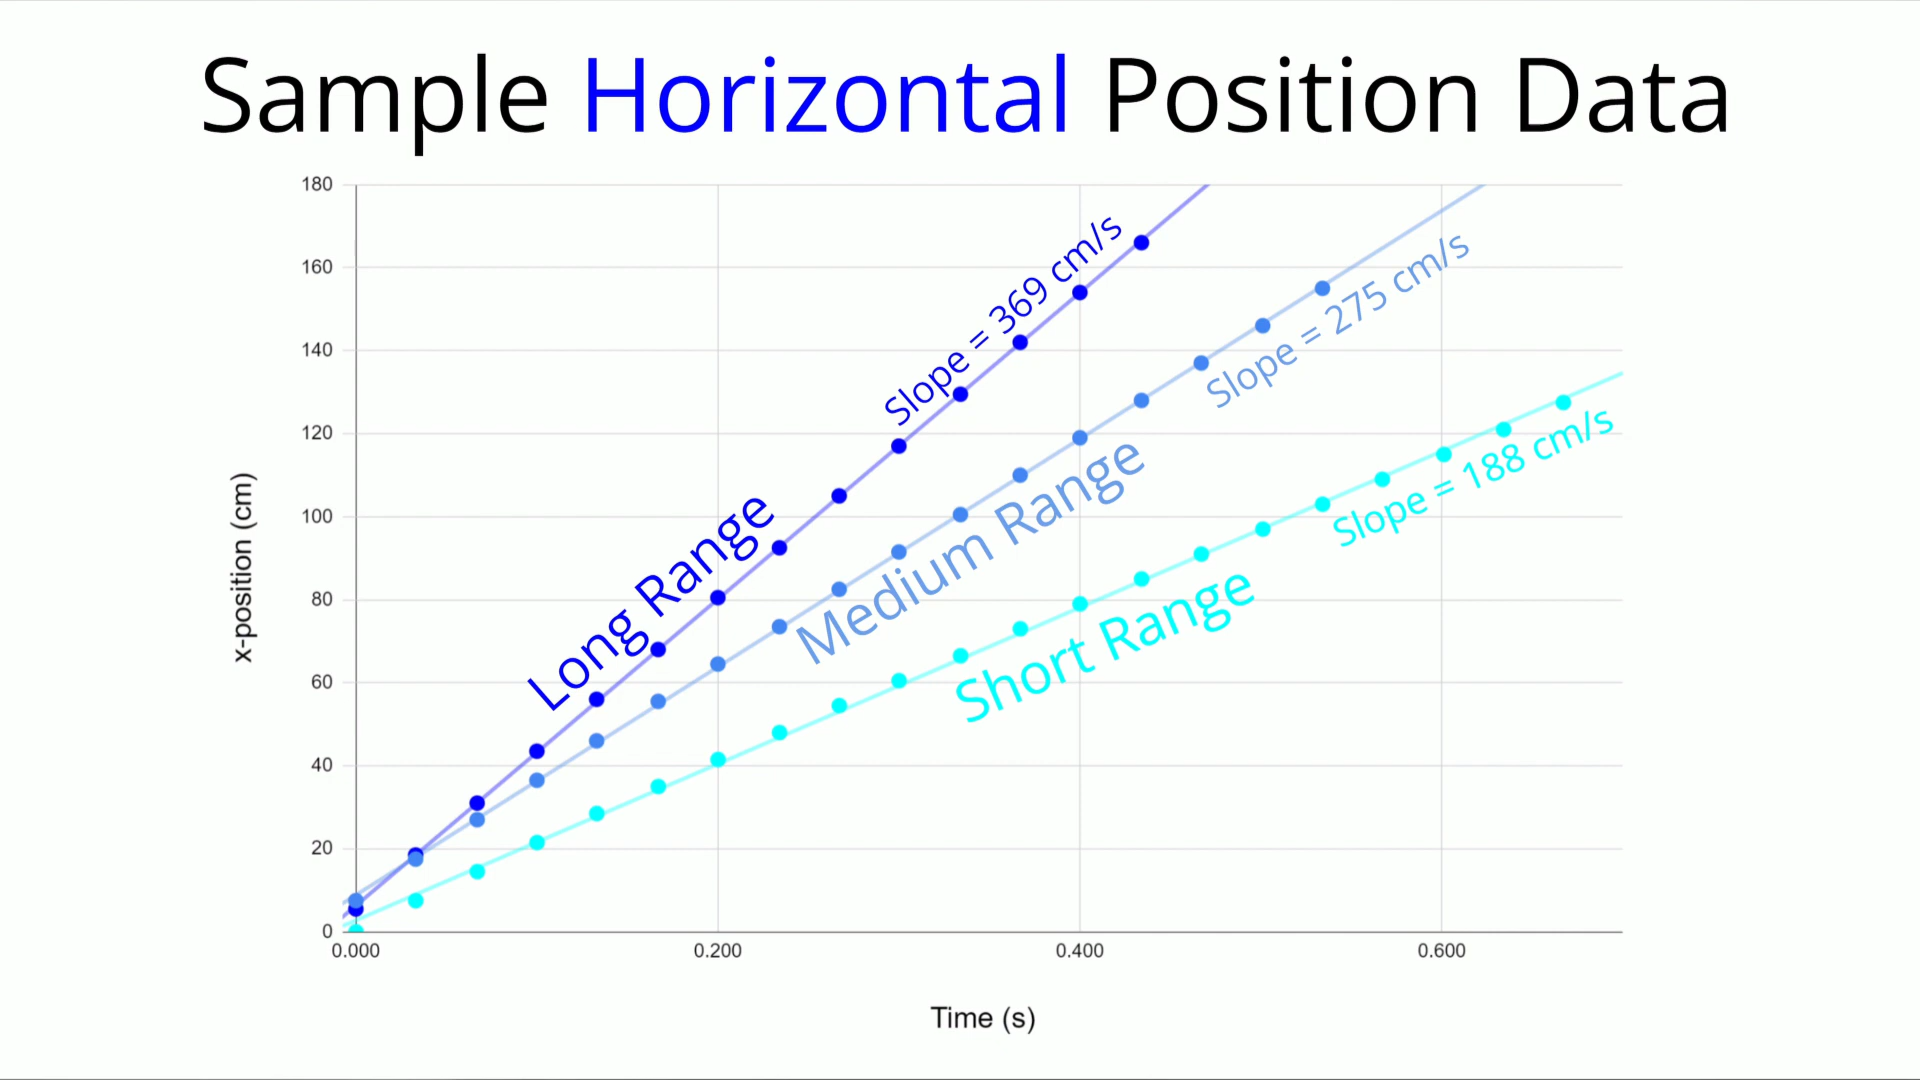 Sample Horizontal Position Data
180
160
140
120
100
80
60
40
20
0
x-position (cm)
0.000
0.200
0.400
0.600
Time (s)
Long Range
Slope = 369 cm/s
Medium Range
Slope = 275 cm/s
Short Range
Slope = 188 cm/s